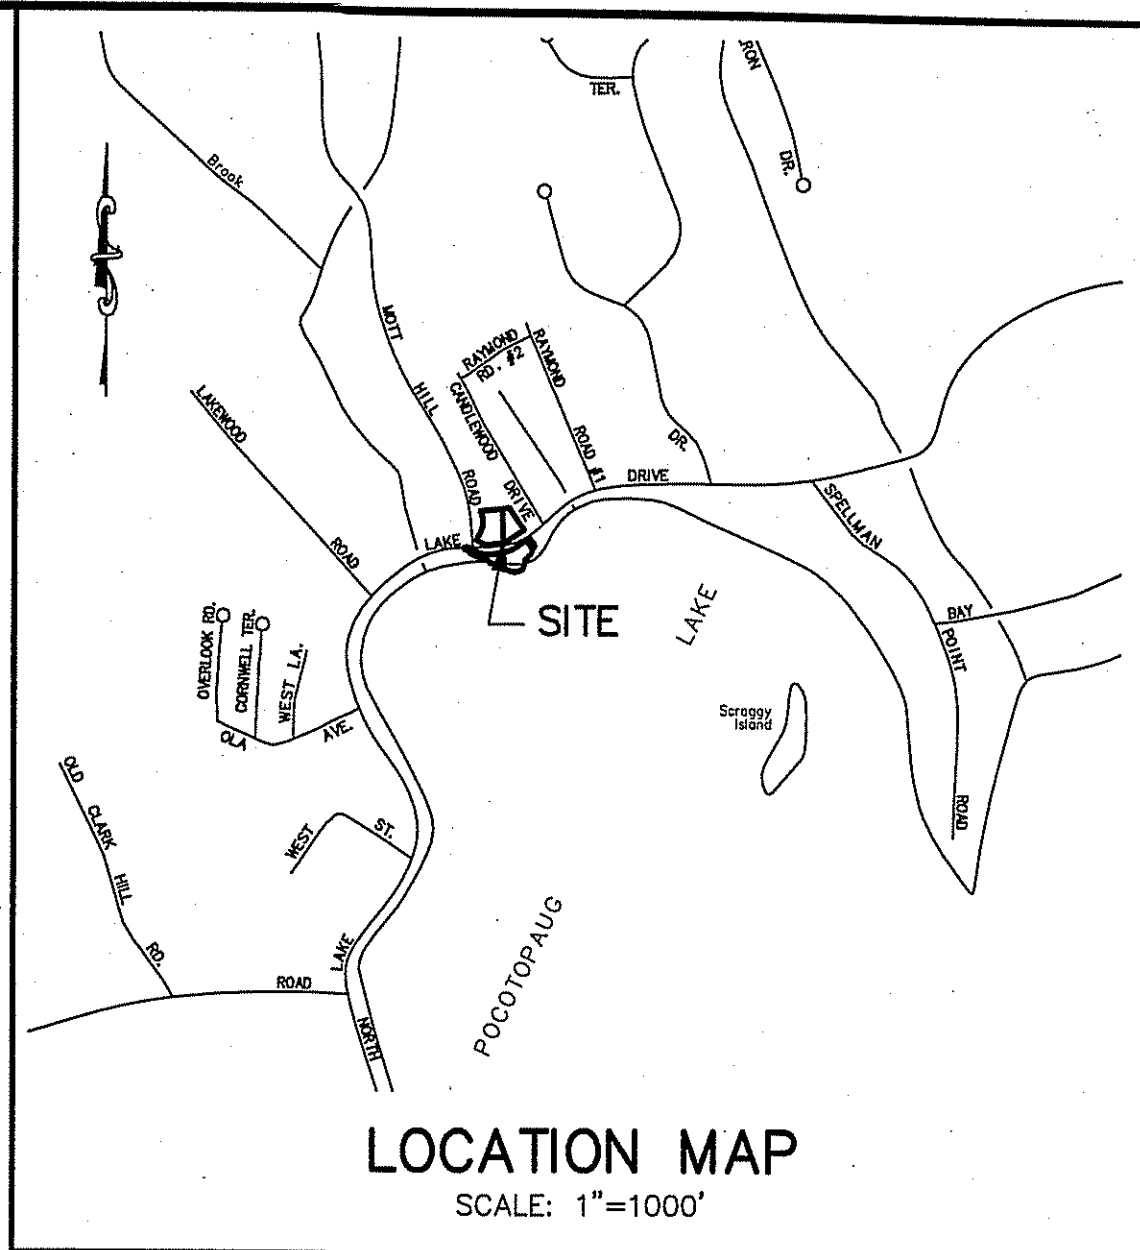 RON
DR.
TER.
Brook
MOTT
HILL
ROAD
RAYMOND
RD. #2
RAYMOND
ROAD #1
CANDLEWOOD
DRIVE
LAKEWOOD
ROAD
DR.
LAKE
DRIVE
SPELLMAN
POINT
ROAD
BAY
SITE
LAKE
OVERLOOK RD.
CORNWELL TER.
WEST LA.
OLA
AVE.
Scraggy
Island
OLD
CLARK
HILL
RD.
WEST
ST.
LAKE
ROAD
NORTH
POCOTOPAUG
LOCATION MAP
SCALE: 1"=1000'